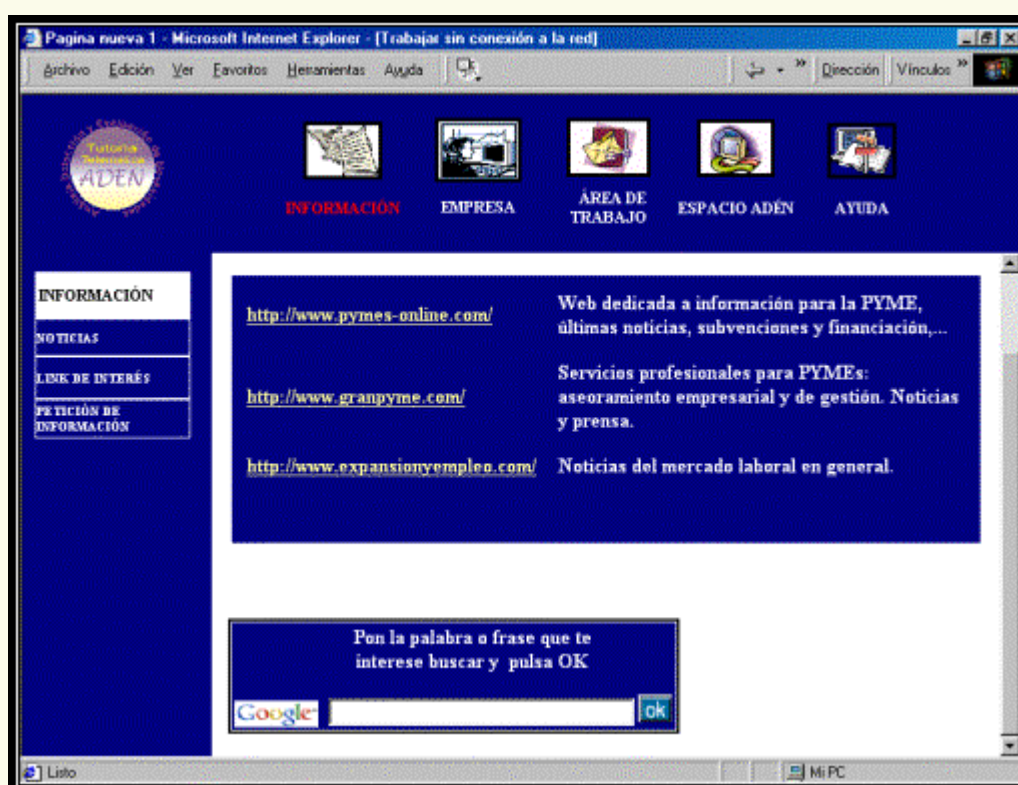 Pagina nueva 1 - Microsoft Internet Explorer - [Trabajar sin conexión a la red]
Archivo Edición Ver Favoritos Herramientas Ayuda » Dirección Vínculos »
Tutoría
Telemática
ADEN
INFORMACIÓN EMPRESA ÁREA DE TRABAJO ESPACIO ADÉN AYUDA
INFORMACIÓN
NOTICIAS
LINK DE INTERÉS
PETICIÓN DE
INFORMACIÓN
http://www.pymes-online.com/
Web dedicada a información para la PYME,
últimas noticias, subvenciones y financiación,...
http://www.granpyme.com/
Servicios profesionales para PYMEs:
aseoramiento empresarial y de gestión. Noticias
y prensa.
http://www.expansionyempleo.com/
Noticias del mercado laboral en general.
Pon la palabra o frase que te
interese buscar y pulsa OK
Google ok
Listo Mi PC